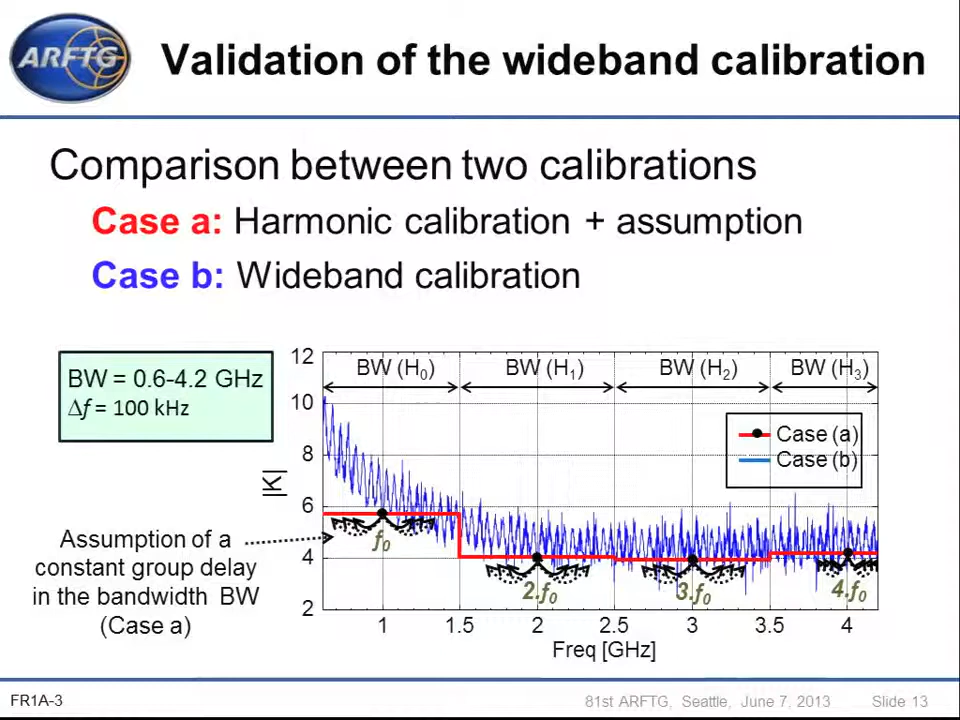 ARFTG
Validation of the wideband calibration
Comparison between two calibrations
Case a: Harmonic calibration + assumption
Case b: Wideband calibration
BW = 0.6-4.2 GHz
Δf = 100 kHz
Assumption of a
constant group delay
in the bandwidth BW
(Case a)
12
10
8
6
4
2
|K|
BW (H₀)
BW (H₁)
BW (H₂)
BW (H₃)
Case (a)
Case (b)
f₀
2.f₀
3.f₀
4.f₀
1
1.5
2
2.5
3
3.5
4
Freq [GHz]
FR1A-3
81st ARFTG, Seattle, June 7, 2013
Slide 13